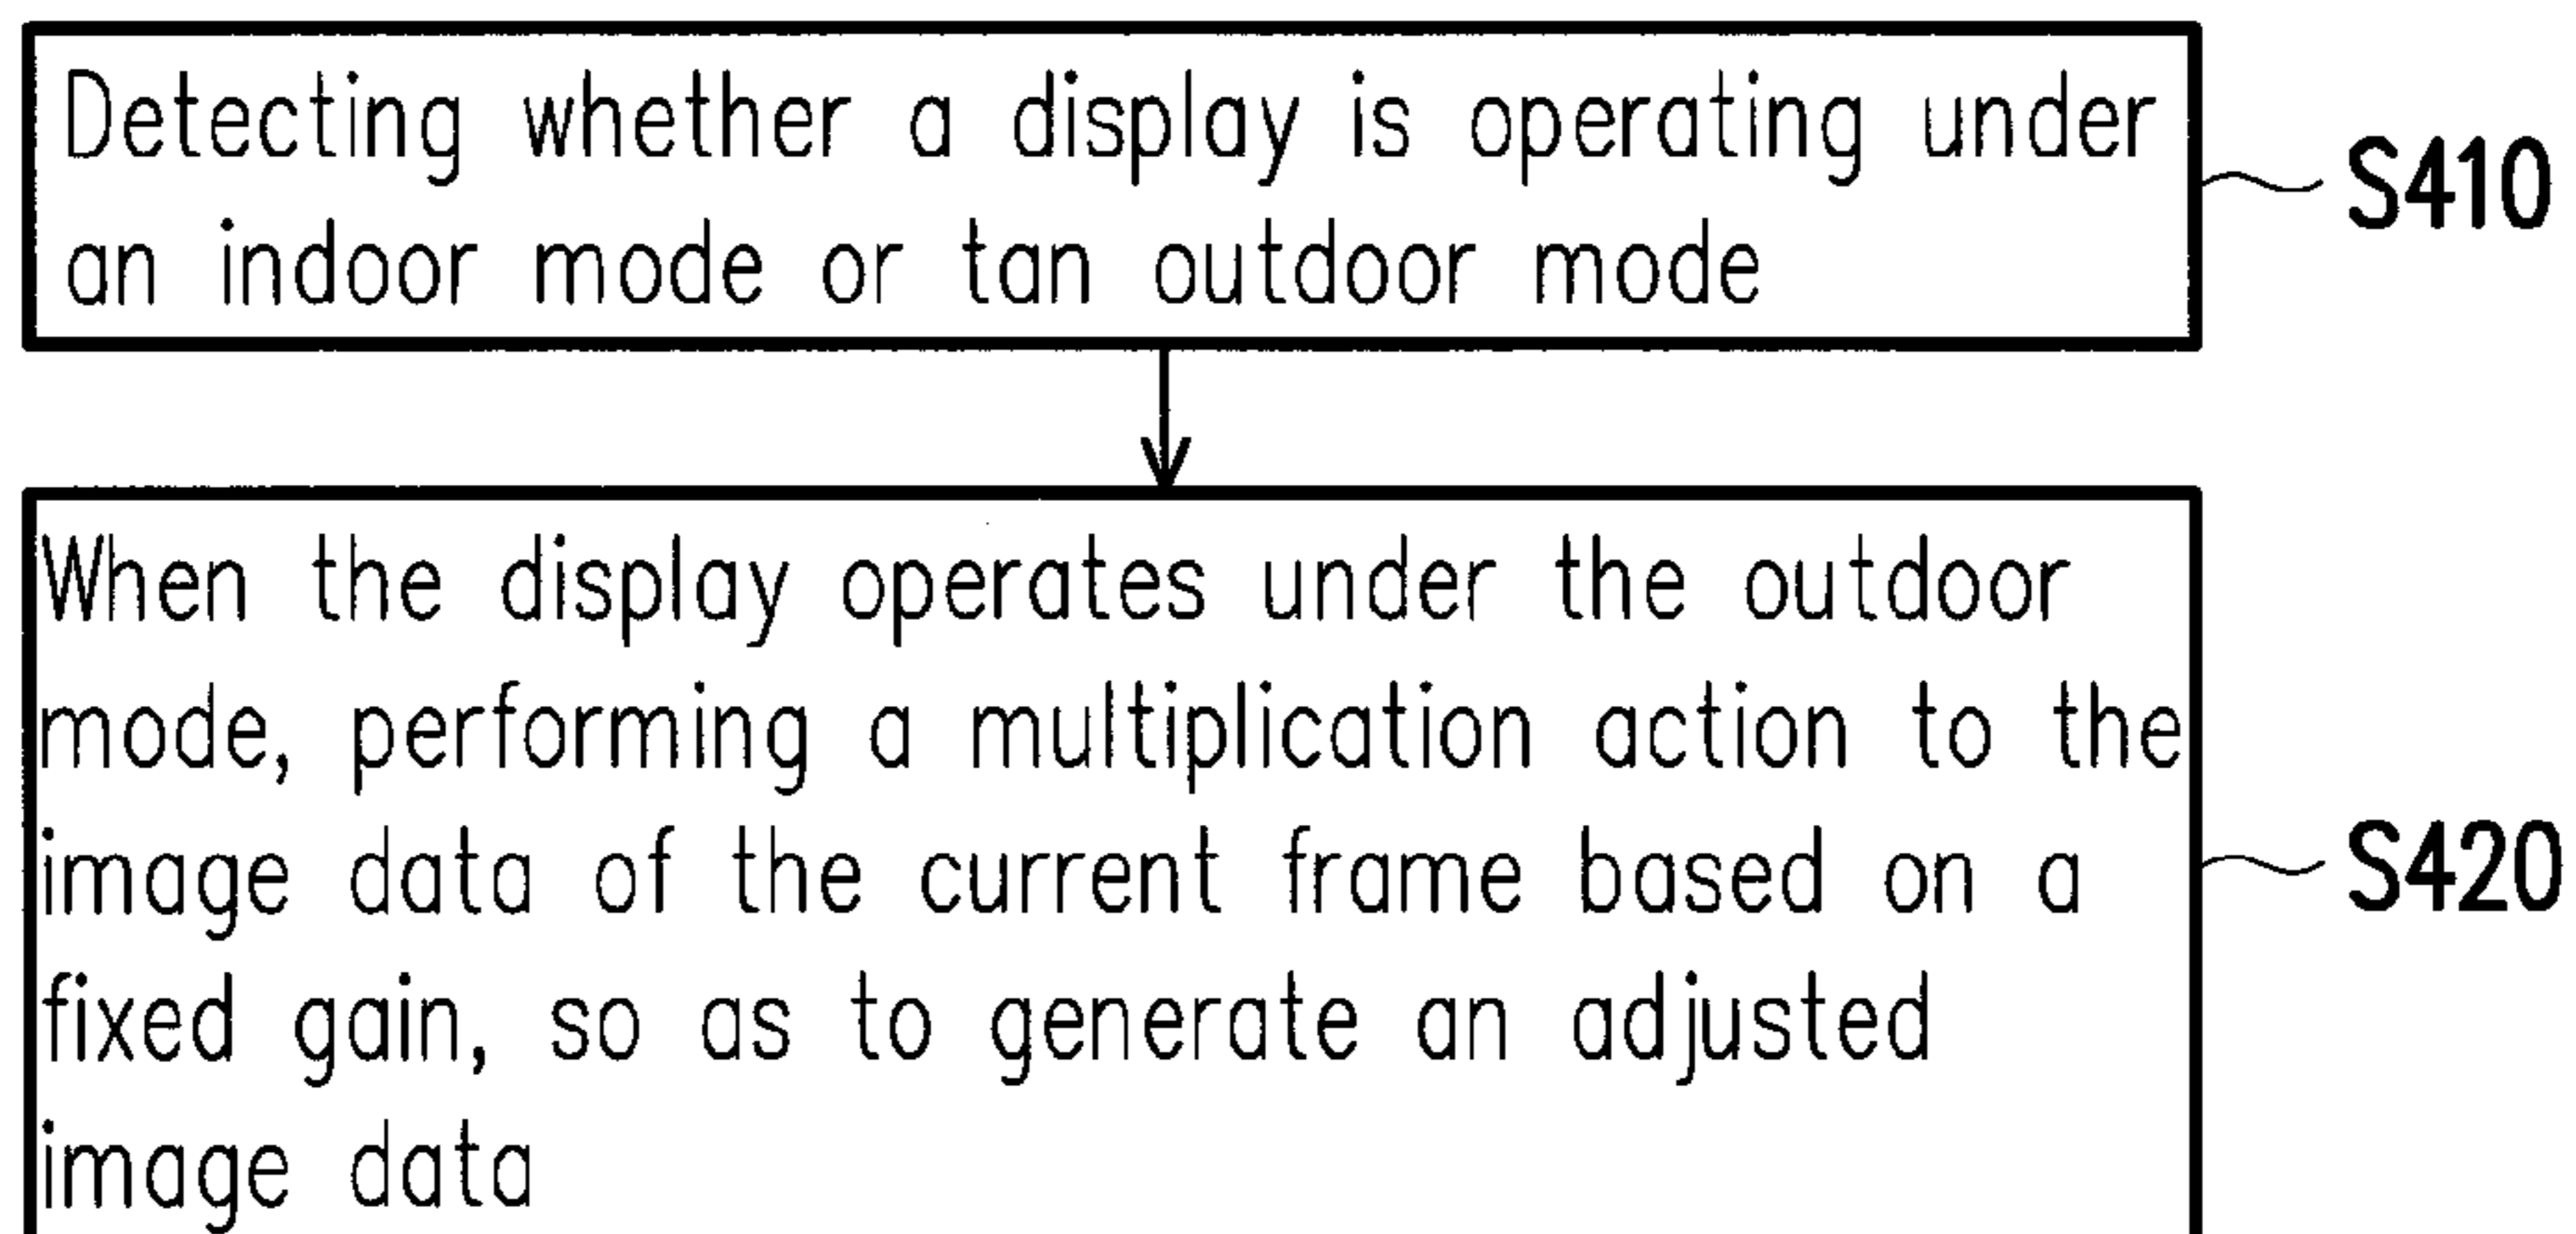 Detecting whether a display is operating under
an indoor mode or tan outdoor mode
S410
When the display operates under the outdoor
mode, performing a multiplication action to the
image data of the current frame based on a
fixed gain, so as to generate an adjusted
image data
S420